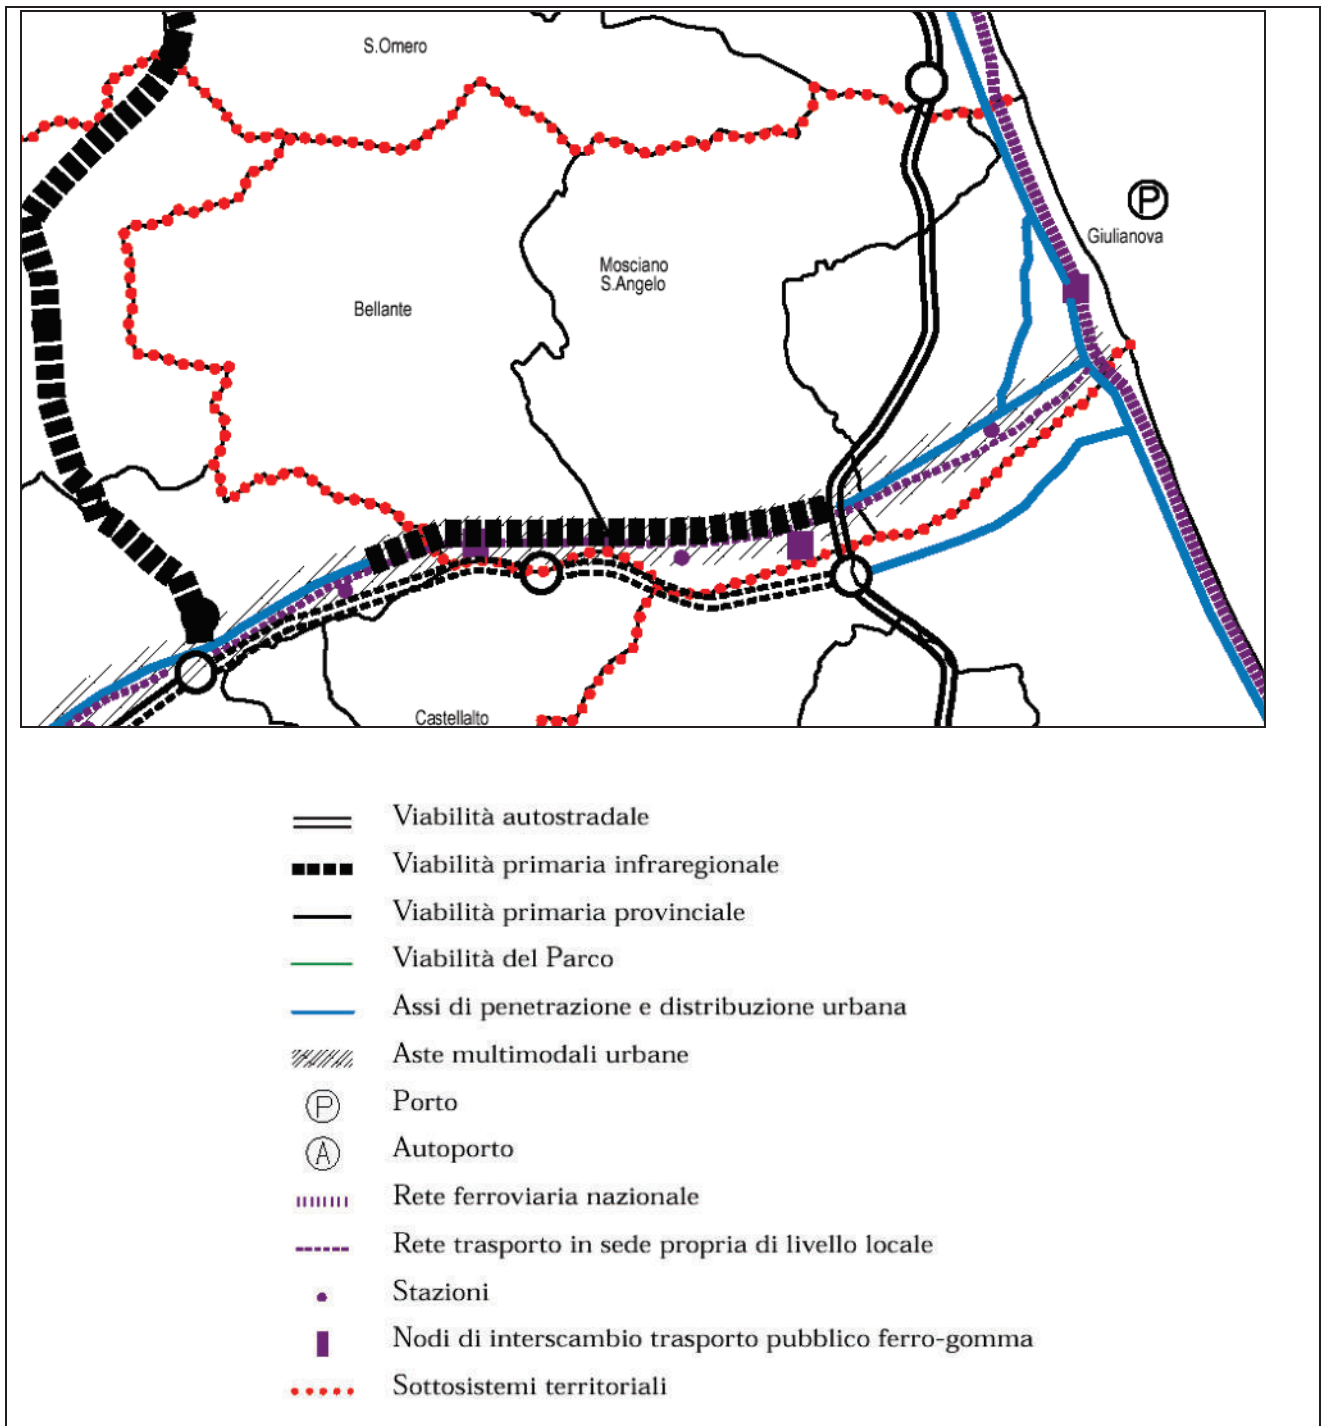 S.Omero
P
Giulianova
Mosciano
S.Angelo
Bellante
Castellalto
Viabilità autostradale
Viabilità primaria infraregionale
Viabilità primaria provinciale
Viabilità del Parco
Assi di penetrazione e distribuzione urbana
Aste multimodali urbane
P Porto
A Autoporto
Rete ferroviaria nazionale
Rete trasporto in sede propria di livello locale
Stazioni
Nodi di interscambio trasporto pubblico ferro-gomma
Sottosistemi territoriali